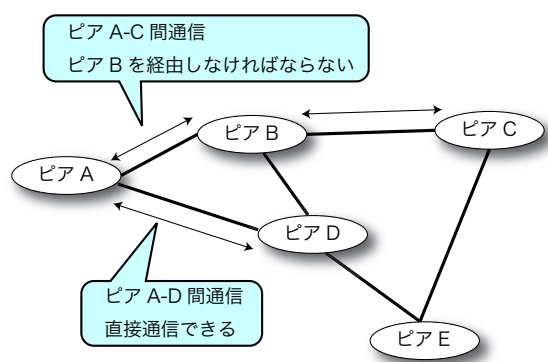 ピア A-C 間通信
ピア B を経由しなければならない
ピア B
ピア C
ピア A
ピア D
ピア A-D 間通信
直接通信できる
ピア E